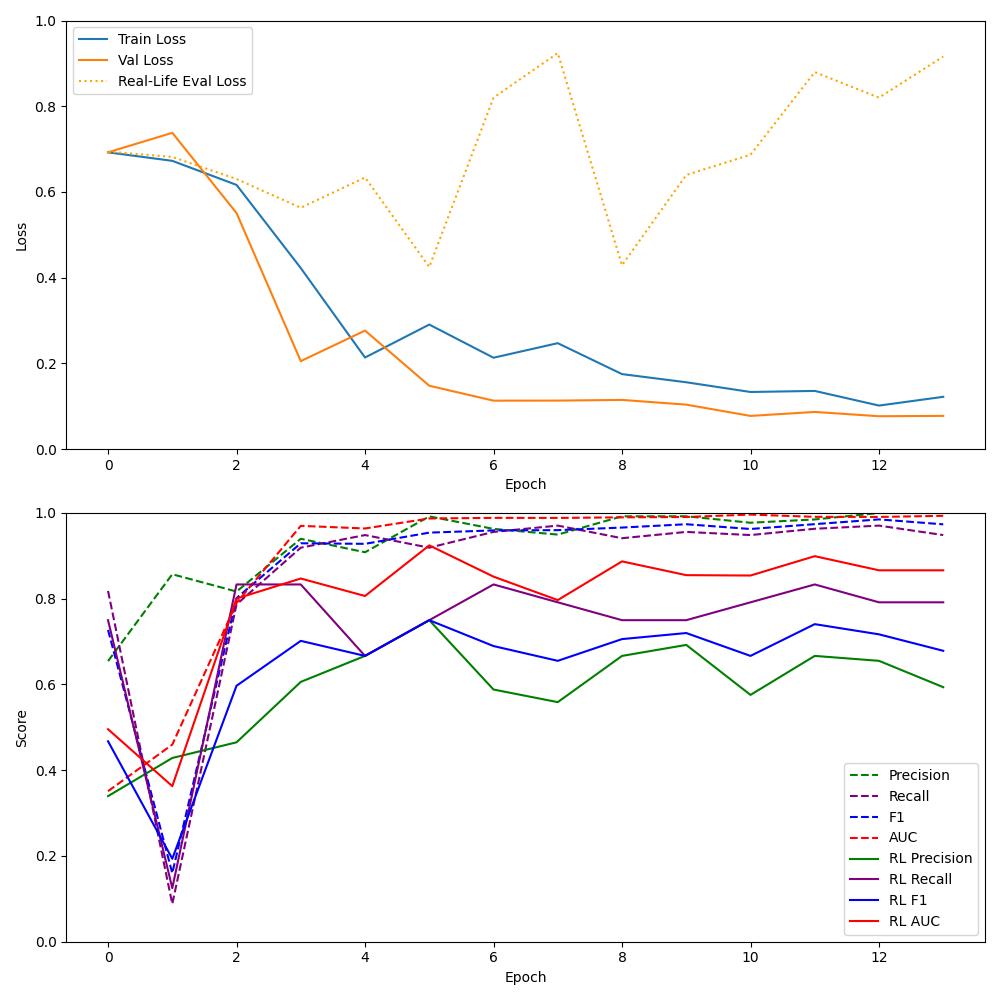 1.0
0.8
0.6
0.4
0.2
0.0
Loss
Train Loss
Val Loss
Real-Life Eval Loss
0 2 4 6 8 10 12
Epoch
1.0
0.8
0.6
0.4
0.2
0.0
Score
Precision
Recall
F1
AUC
RL Precision
RL Recall
RL F1
RL AUC
0 2 4 6 8 10 12
Epoch